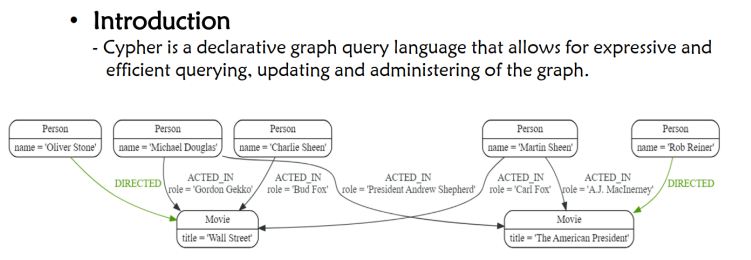 • Introduction
- Cypher is a declarative graph query language that allows for expressive and
efficient querying, updating and administering of the graph.
Person
name = 'Oliver Stone'
Person
name = 'Michael Douglas'
Person
name = 'Charlie Sheen'
Person
name = 'Martin Sheen'
Person
name = 'Rob Reiner'
DIRECTED
ACTED_IN
role = 'Gordon Gekko'
ACTED_IN
role = 'Bud Fox'
ACTED_IN
role = 'President Andrew Shepherd'
ACTED_IN
role = 'Carl Fox'
ACTED_IN
role = 'A.J. MacInerney'
DIRECTED
Movie
title = 'Wall Street'
Movie
title = 'The American President'